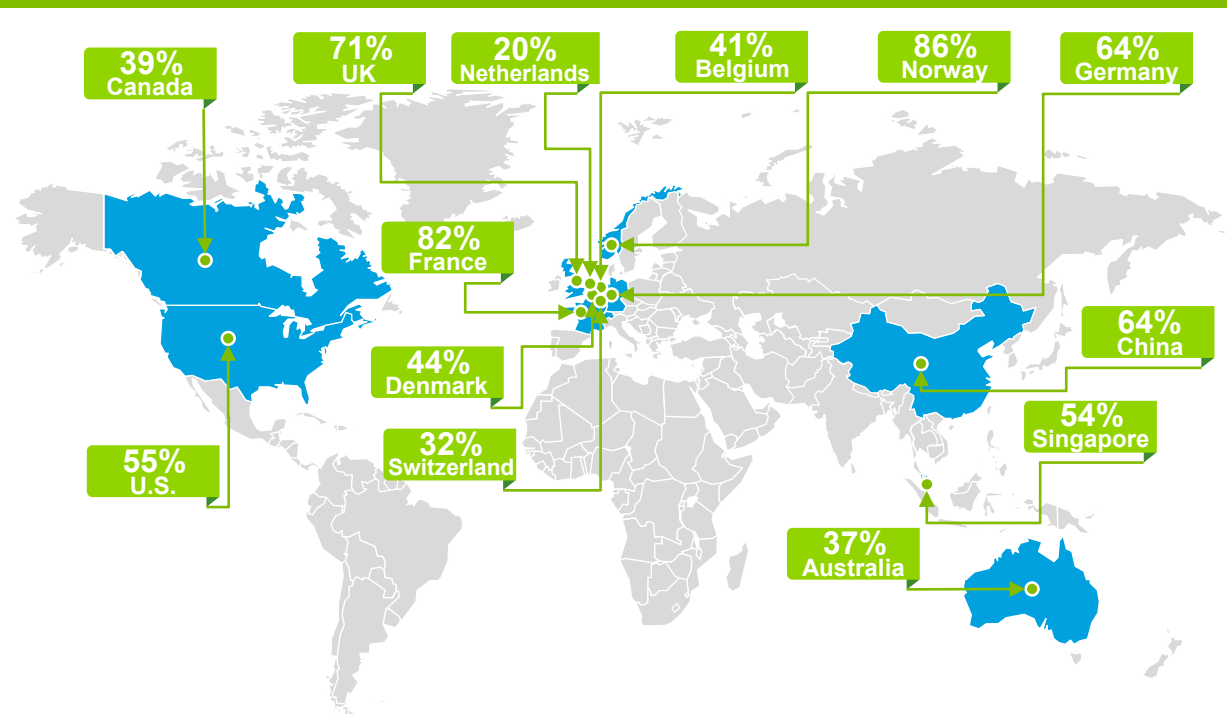 39%
Canada
71%
UK
20%
Netherlands
41%
Belgium
86%
Norway
64%
Germany
82%
France
44%
Denmark
32%
Switzerland
55%
U.S.
64%
China
54%
Singapore
37%
Australia